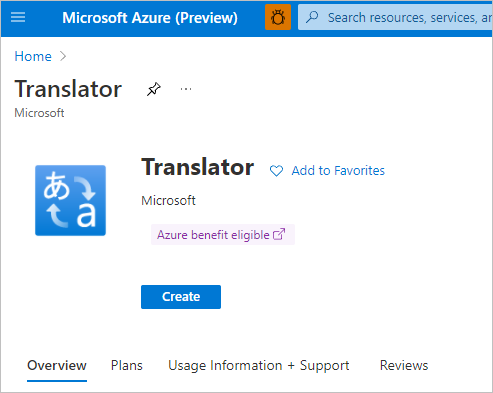 Microsoft Azure (Preview)
Search resources, services, an
Home
Translator
Microsoft
あ
a
Translator
Add to Favorites
Microsoft
Azure benefit eligible
Create
Overview Plans Usage Information + Support Reviews